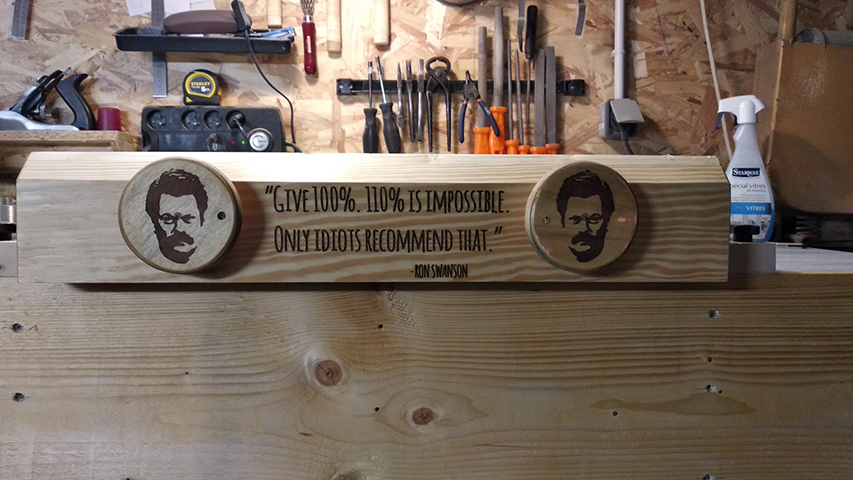 STANLEY
"GIVE 100%. 110% IS IMPOSSIBLE.
ONLY IDIOTS RECOMMEND THAT."
-RON SWANSON
STARWAX
VITRES